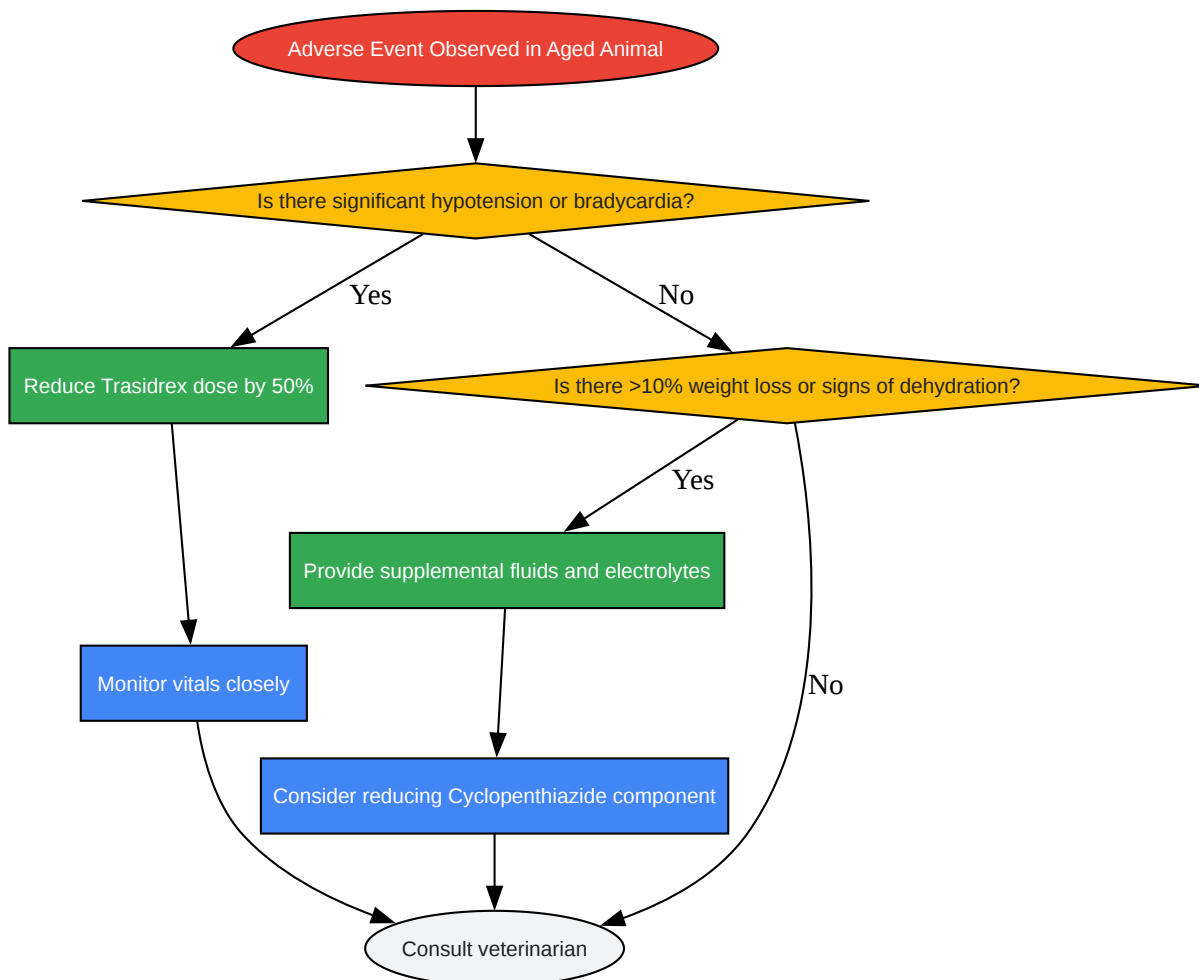 Adverse Event Observed in Aged Animal
Is there significant hypotension or bradycardia?
Yes
No
Reduce Trasidrex dose by 50%
Is there >10% weight loss or signs of dehydration?
Yes
Provide supplemental fluids and electrolytes
Monitor vitals closely
No
Consider reducing Cyclopenthiazide component
Consult veterinarian